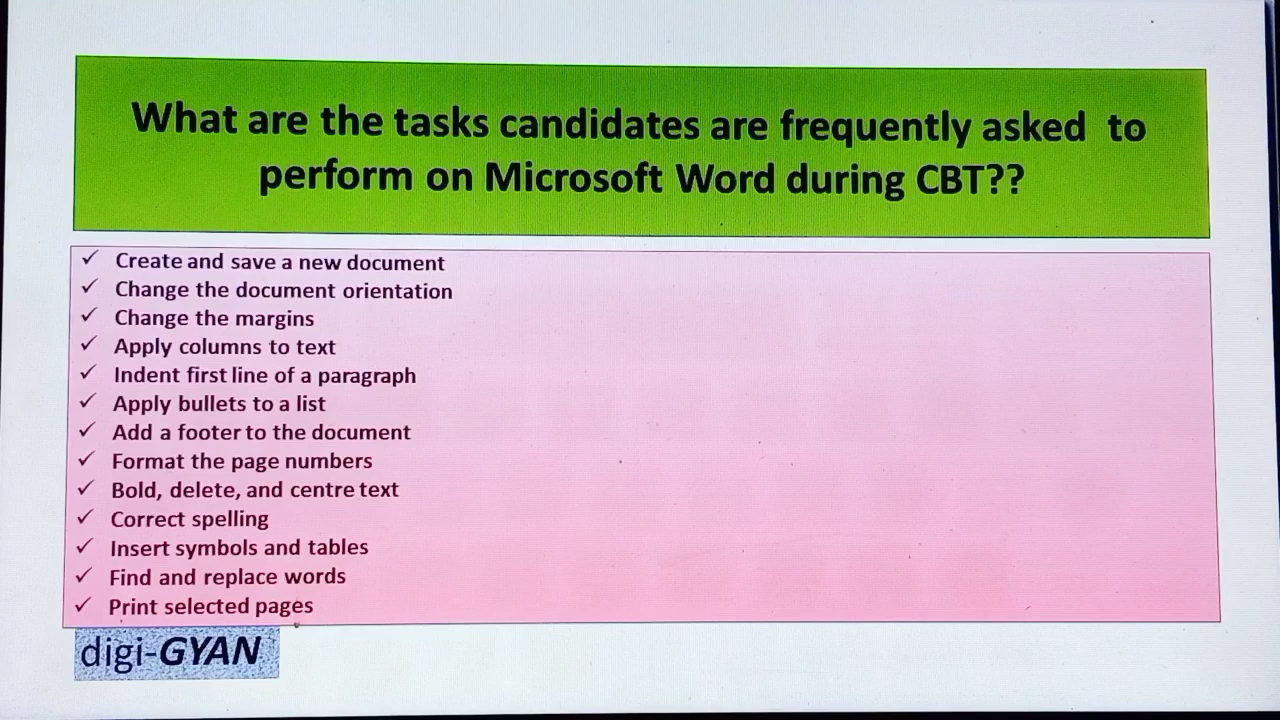 What are the tasks candidates are frequently asked to
perform on Microsoft Word during CBT??
✓ Create and save a new document
✓ Change the document orientation
✓ Change the margins
✓ Apply columns to text
✓ Indent first line of a paragraph
✓ Apply bullets to a list
✓ Add a footer to the document
✓ Format the page numbers
✓ Bold, delete, and centre text
✓ Correct spelling
✓ Insert symbols and tables
✓ Find and replace words
✓ Print selected pages
digi-GYAN